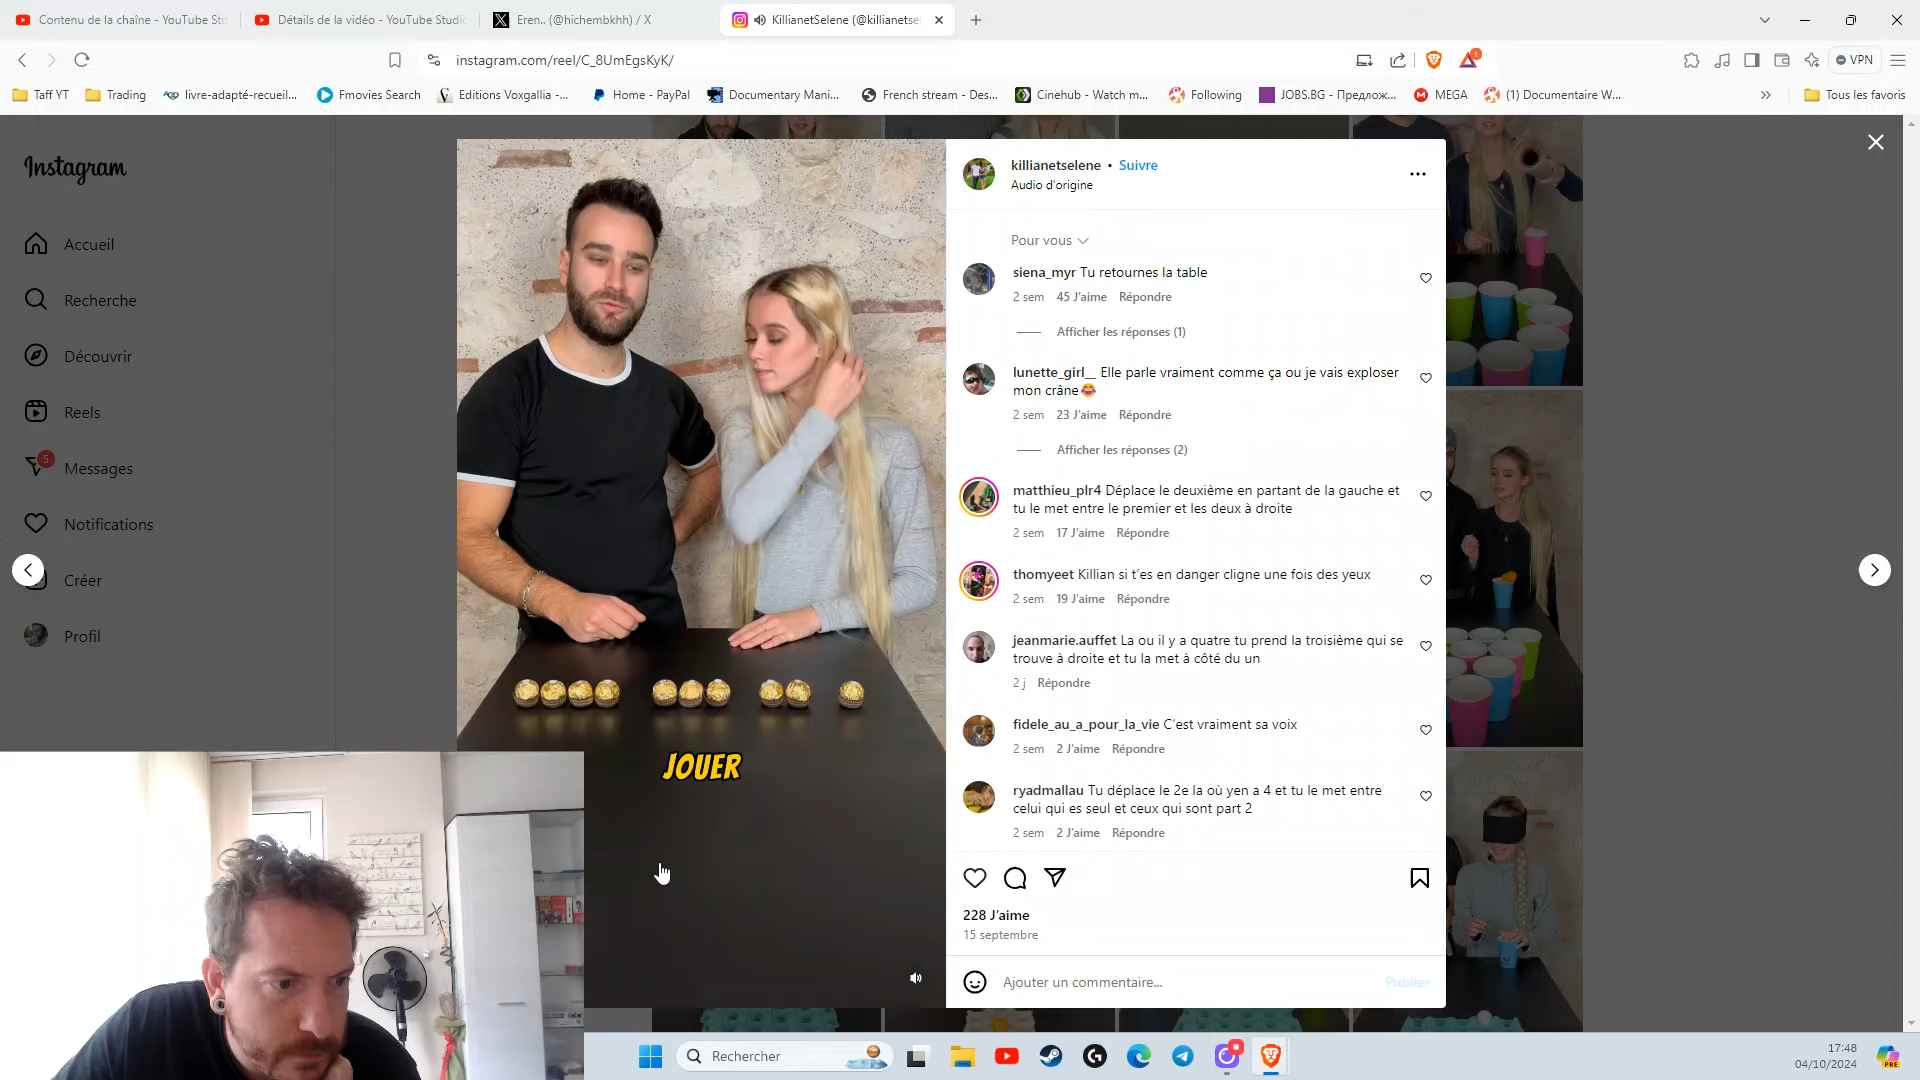 Contenu de la chaîne - YouTube Stu
Détails de la vidéo - YouTube Studio
Eren.. (@hichembkhh) / X
KillianetSelene (@killianetsele
instagram.com/reel/C_8UmEgsKyK/
1
VPN
Taff YT
Trading
livre-adapté-recueil...
Fmovies Search
Editions Voxgallia -...
Home - PayPal
Documentary Mani...
French stream - Des...
Cinehub - Watch m...
Following
JOBS.BG - Предлож...
MEGA
(1) Documentaire W...
Tous les favoris
Instagram
Accueil
Recherche
Découvrir
Reels
5
Messages
Notifications
Créer
Profil
JOUER
killianetselene • Suivre
Audio d'origine
Pour vous
siena_myr Tu retournes la table
2 sem 45 J'aime Répondre
Afficher les réponses (1)
lunette_girl__ Elle parle vraiment comme ça ou je vais exploser
mon crâne😂
2 sem 23 J'aime Répondre
Afficher les réponses (2)
matthieu_plr4 Déplace le deuxième en partant de la gauche et
tu le met entre le premier et les deux à droite
2 sem 17 J'aime Répondre
thomyeet Killian si t'es en danger cligne une fois des yeux
2 sem 19 J'aime Répondre
jeanmarie.auffet La ou il y a quatre tu prend la troisième qui se
trouve à droite et tu la met à côté du un
2 j Répondre
fidele_au_a_pour_la_vie C'est vraiment sa voix
2 sem 2 J'aime Répondre
ryadmallau Tu déplace le 2e la où yen a 4 et tu le met entre
celui qui es seul et ceux qui sont part 2
2 sem 2 J'aime Répondre
228 J'aime
15 septembre
Ajouter un commentaire...
Publier
Rechercher
17:48
04/10/2024
PRE